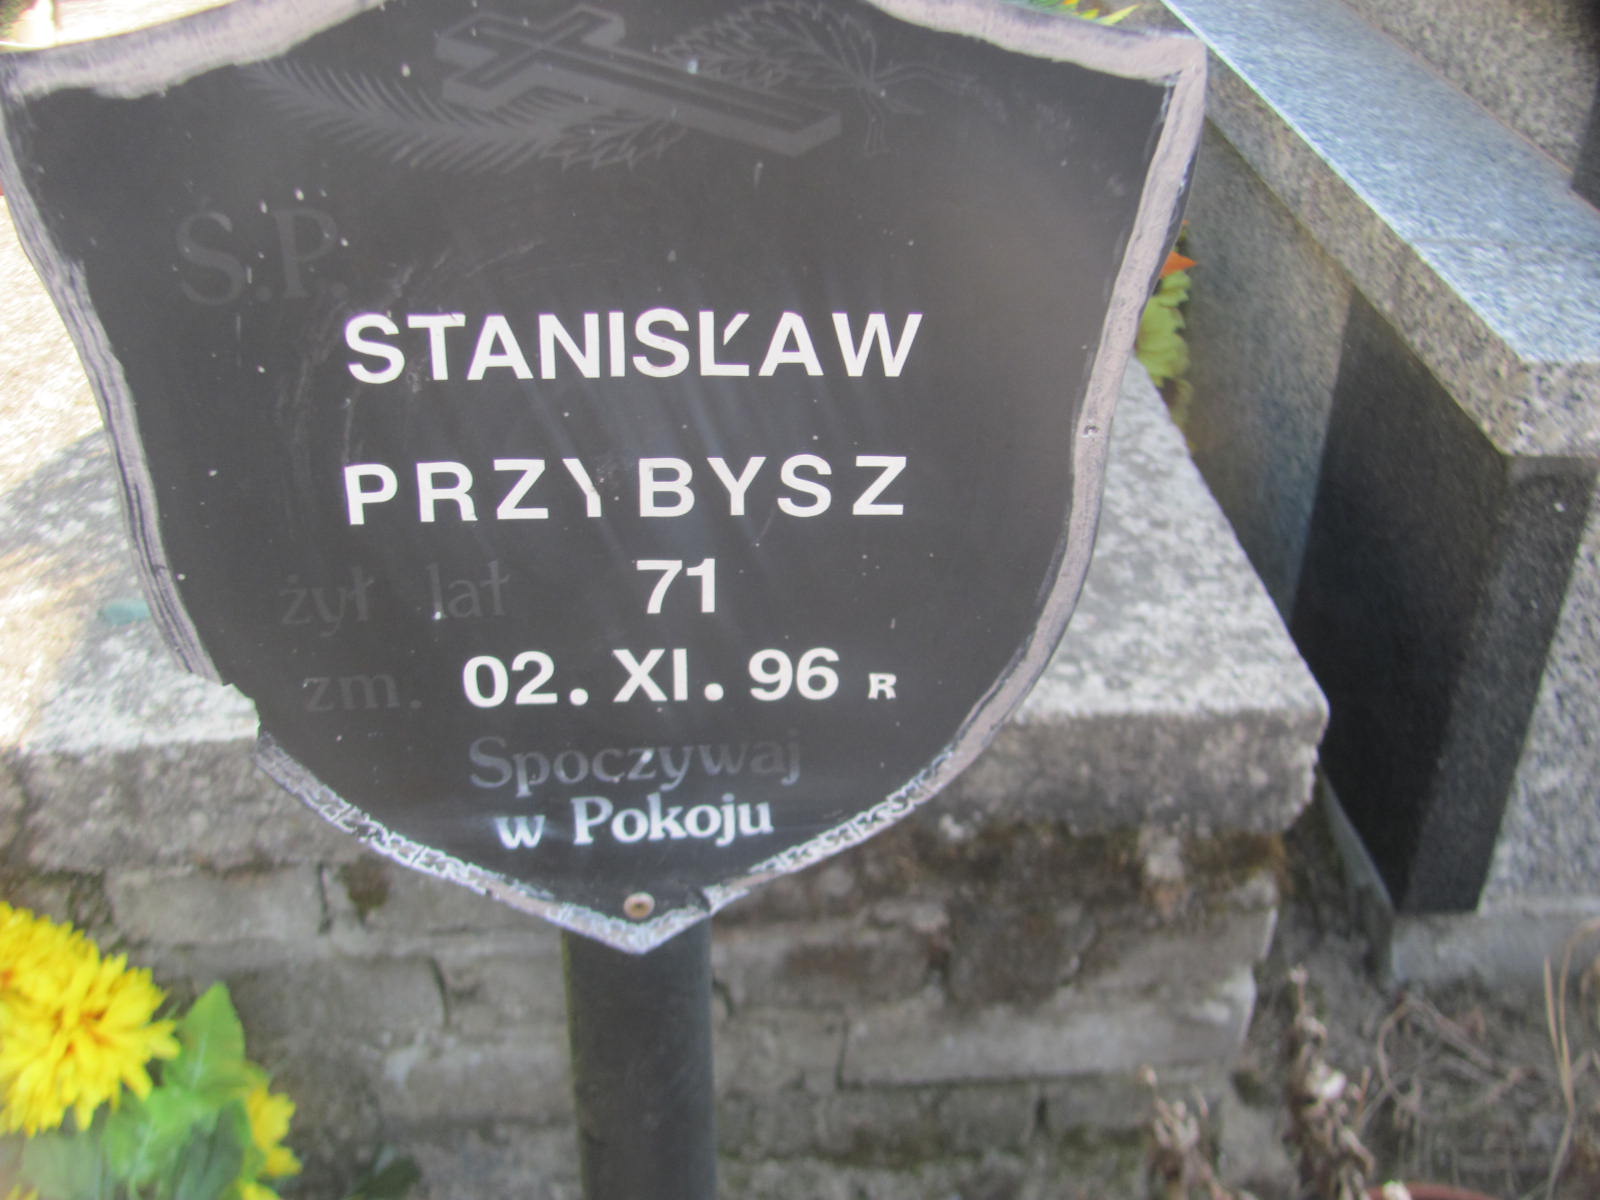 Ś.P.
STANISŁAW
PRZYBYSZ
żył lat 71
zm. 02. XI. 96 R
Spoczywaj
w Pokoju